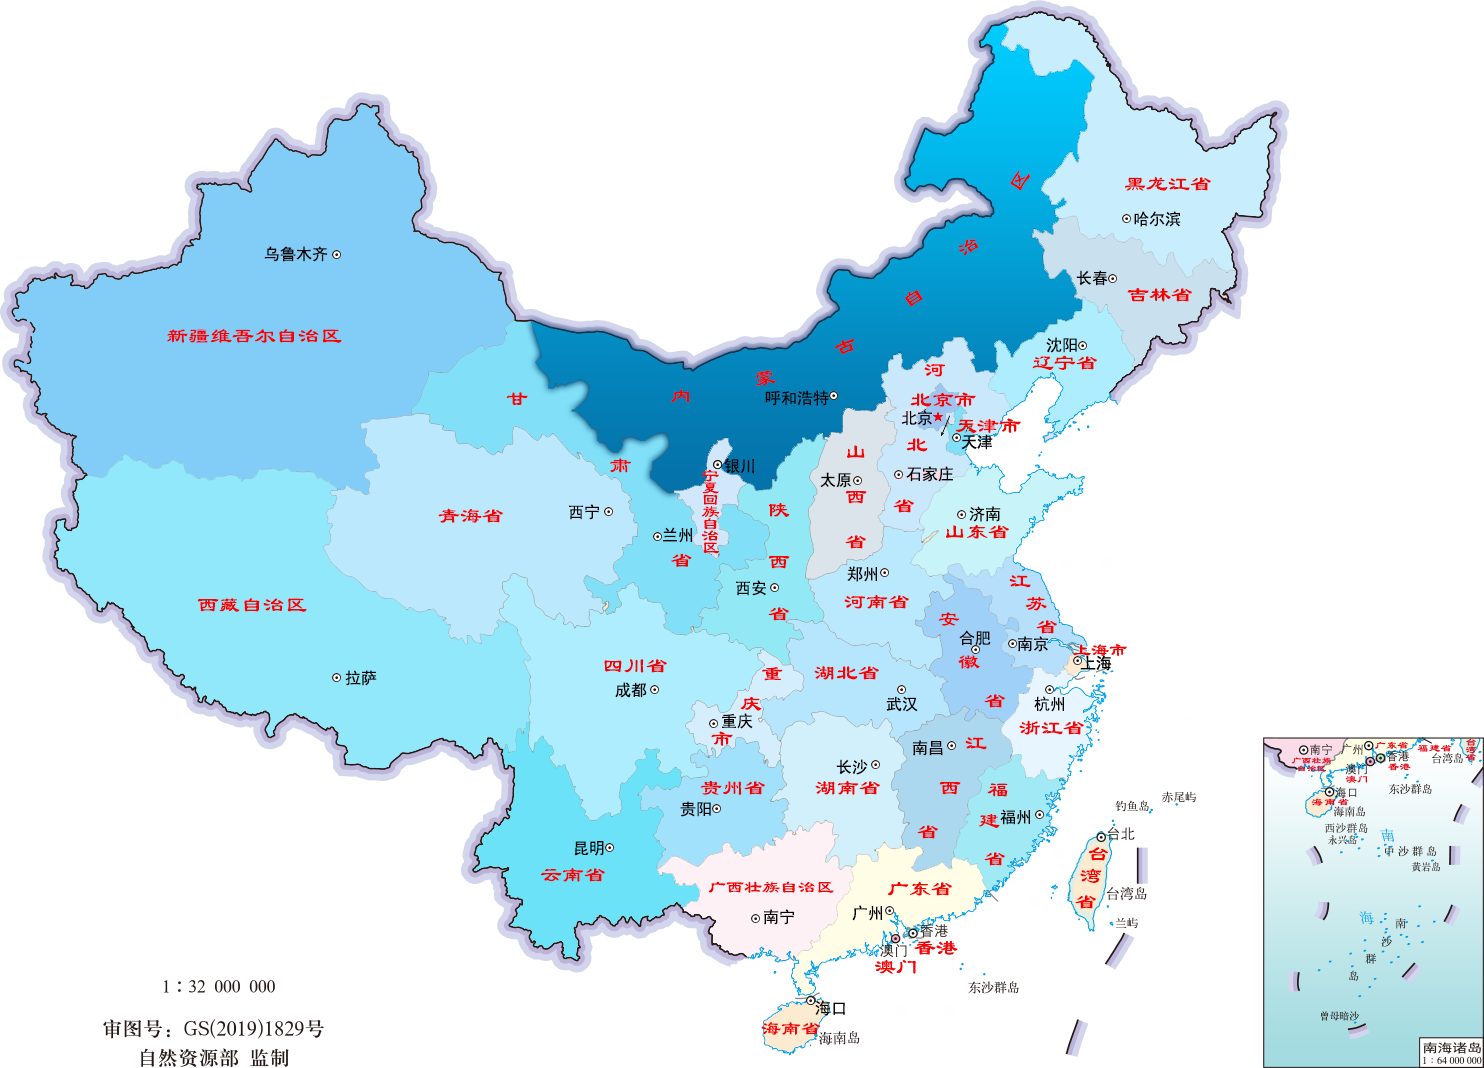 黑龙江省
哈尔滨
长春
吉林省
沈阳
辽宁省
内蒙古自治区
呼和浩特
乌鲁木齐
新疆维吾尔自治区
甘肃省
兰州
青海省
西宁
银川
宁夏回族自治区
陕西省
西安
山西省
太原
河北省
石家庄
北京市
北京
天津市
天津
济南
山东省
郑州
河南省
江苏省
南京
安徽省
合肥
上海市
上海
西藏自治区
拉萨
四川省
成都
重庆市
重庆
湖北省
武汉
杭州
浙江省
南昌
江西省
长沙
湖南省
贵州省
贵阳
福建省
福州
昆明
云南省
广西壮族自治区
南宁
广东省
广州
香港
香港
澳门
澳门
海口
海南省
海南岛
东沙群岛
钓鱼岛
赤尾屿
台北
台湾省
台湾岛
兰屿
1：32 000 000
审图号：GS(2019)1829号
自然资源部 监制
南宁
广西壮族
自治区
广州
广东省
香港
香港
澳门
澳门
福建省
台湾省
台湾岛
海口
海南省
海南岛
东沙群岛
西沙群岛
永兴岛
中沙群岛
黄岩岛
南海
南沙群岛
曾母暗沙
南海诸岛
1：64 000 000